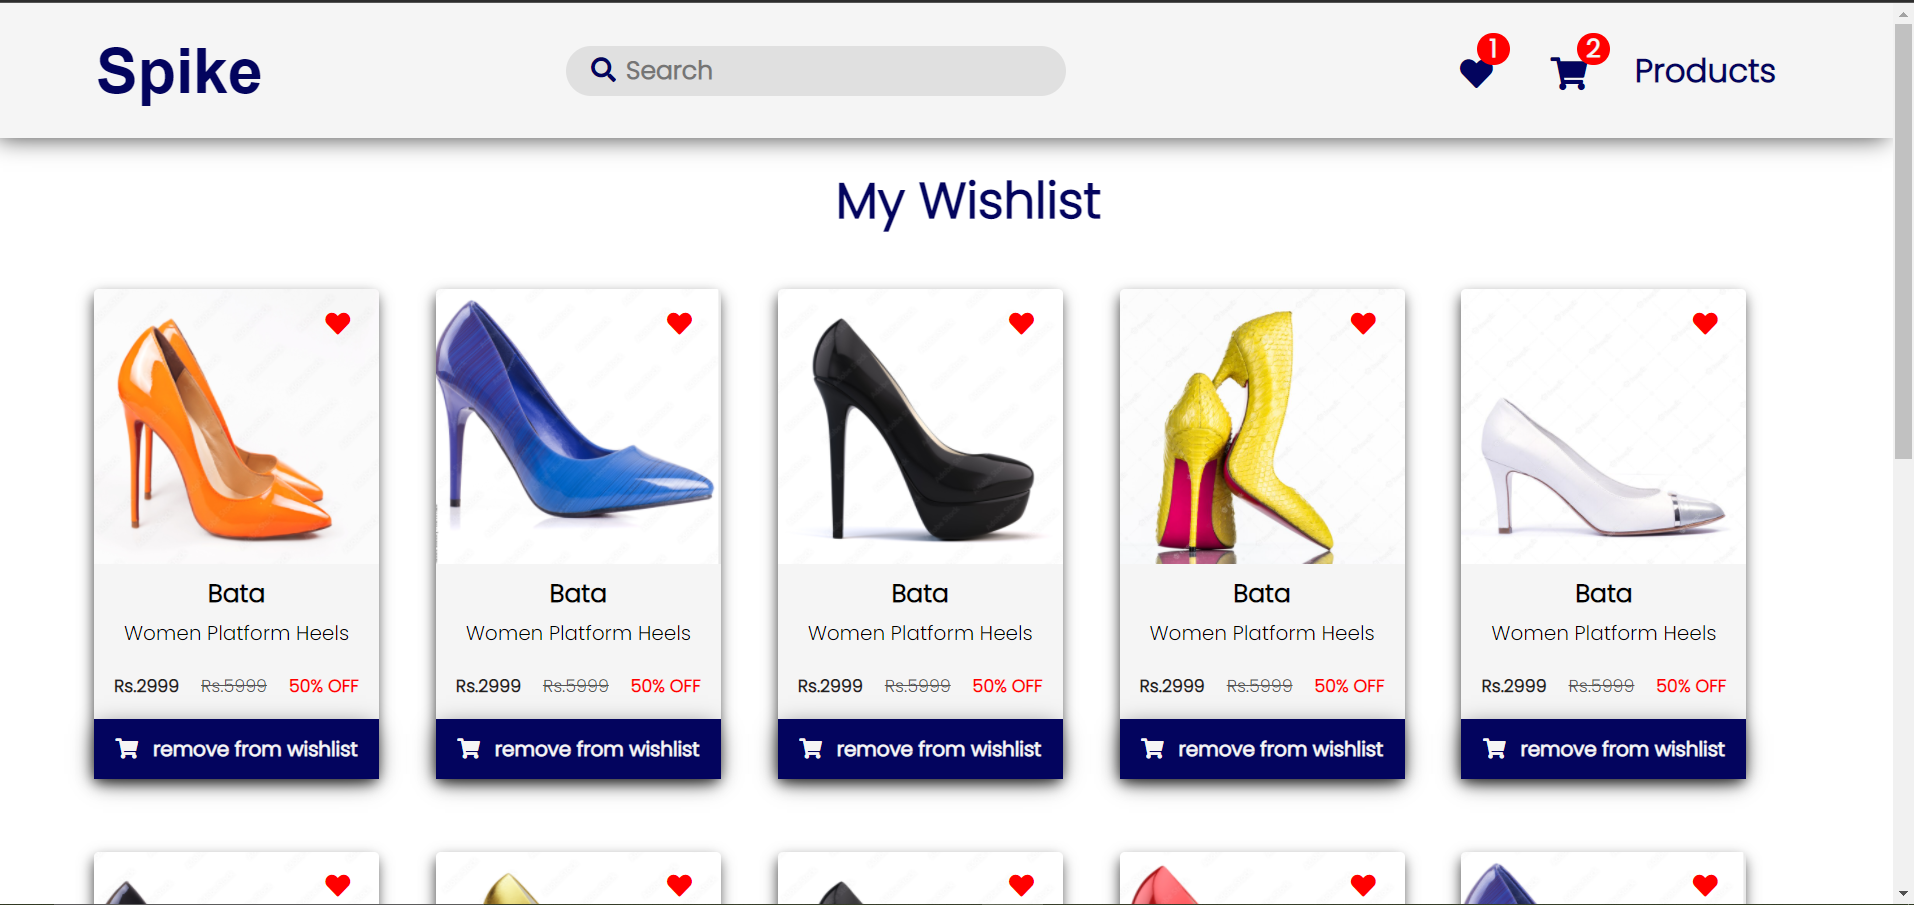 Spike
Search
1
2
Products
My Wishlist
Bata
Women Platform Heels
Rs.2999 Rs.5999 50% OFF
remove from wishlist
Bata
Women Platform Heels
Rs.2999 Rs.5999 50% OFF
remove from wishlist
Bata
Women Platform Heels
Rs.2999 Rs.5999 50% OFF
remove from wishlist
Bata
Women Platform Heels
Rs.2999 Rs.5999 50% OFF
remove from wishlist
Bata
Women Platform Heels
Rs.2999 Rs.5999 50% OFF
remove from wishlist